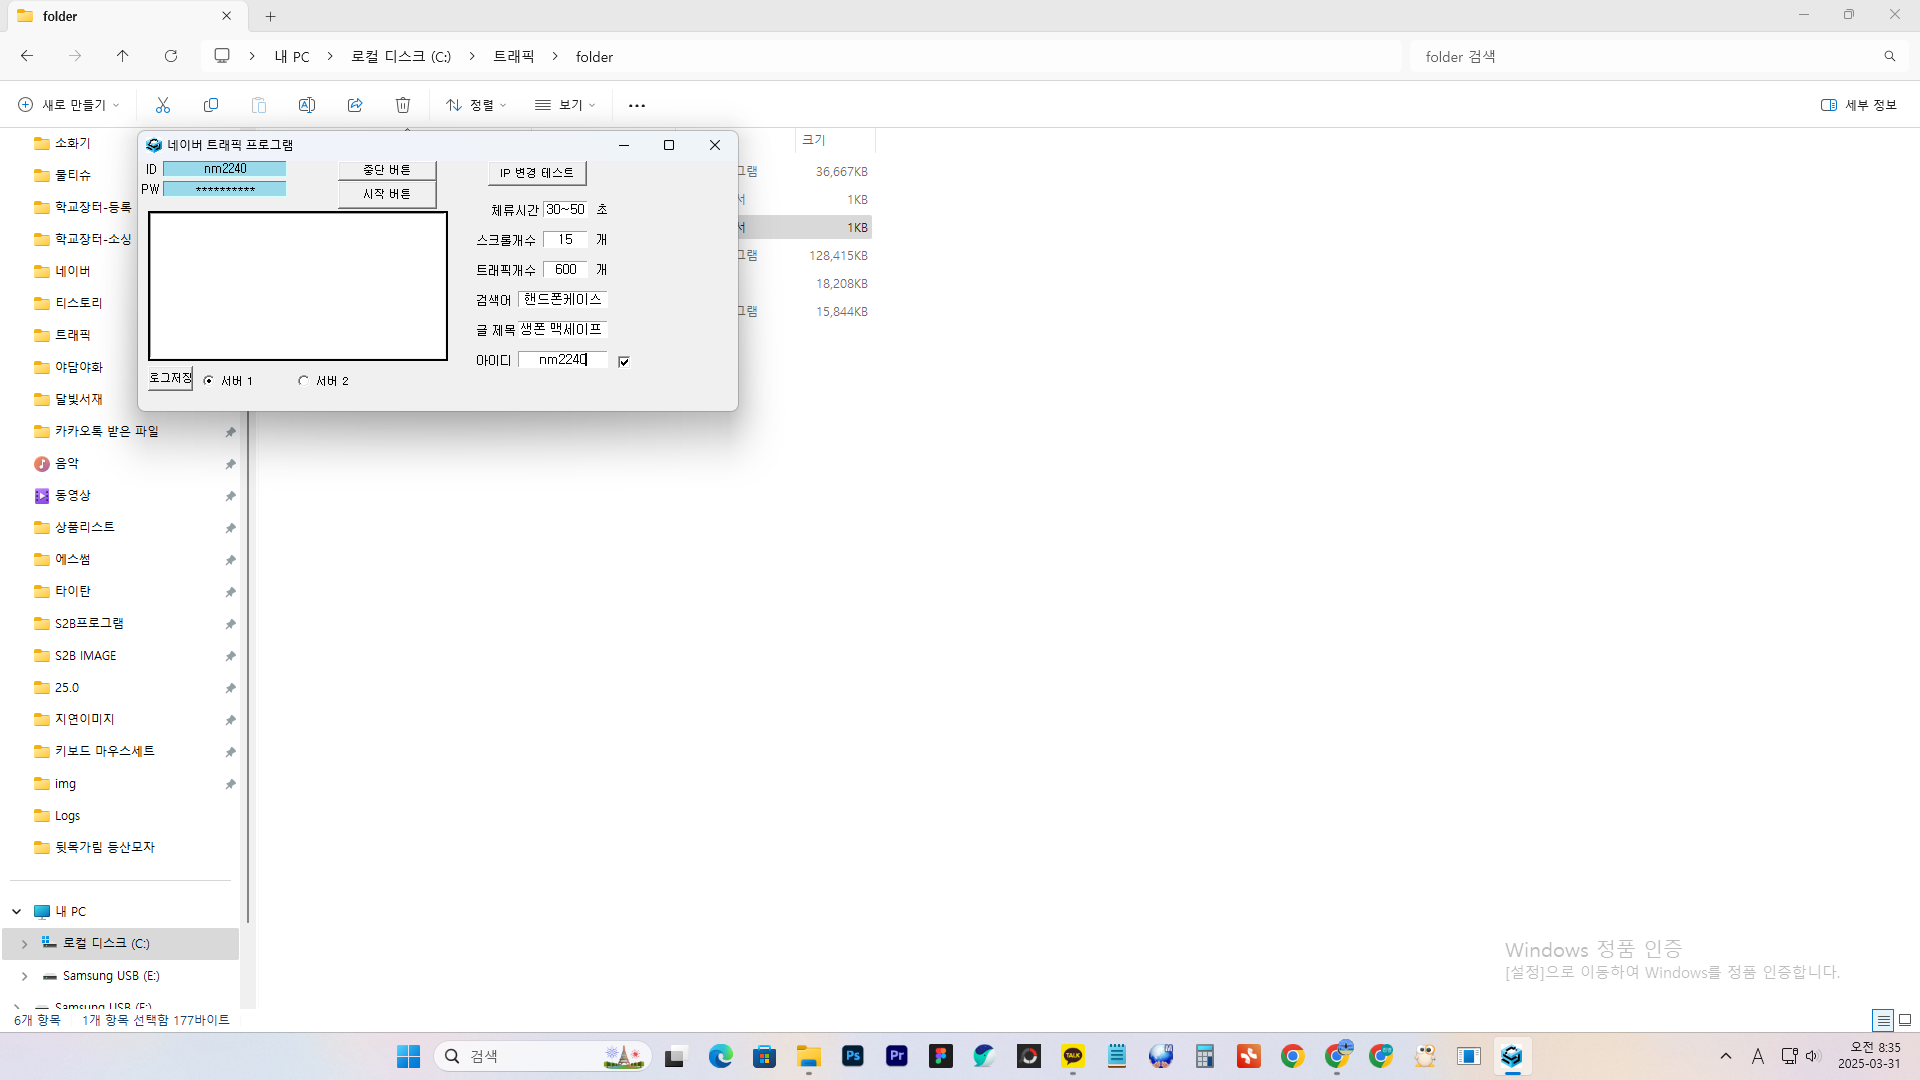 folder
내 PC
로컬 디스크 (C:)
트래픽
folder
folder 검색
새로 만들기
정렬
보기
세부 정보
소화기
물티슈
학교장터-등록
학교장터-소싱
네이버
티스토리
트래픽
야담야화
달빛서재
카카오톡 받은 파일
음악
동영상
상품리스트
에스썸
타이탄
S2B프로그램
S2B IMAGE
25.0
지연이미지
키보드 마우스세트
img
Logs
뒷목가림 등산모자
내 PC
로컬 디스크 (C:)
Samsung USB (E:)
Samsung USB (E:)
네이버 트래픽 프로그램
ID nm2240
PW **********
중단 버튼
시작 버튼
IP 변경 테스트
체류시간 30~50 초
스크롤개수 15 개
트래픽개수 600 개
검색어 핸드폰케이스
글 제목 생폰 맥세이프
아이디 nm2240
로그저장
서버 1
서버 2
크기
그램 36,667KB
서 1KB
서 1KB
그램 128,415KB
18,208KB
그램 15,844KB
Windows 정품 인증
[설정]으로 이동하여 Windows를 정품 인증합니다.
6개 항목
1개 항목 선택함 177바이트
검색
Ps
Pr
TALK
A
오전 8:35
2025-03-31